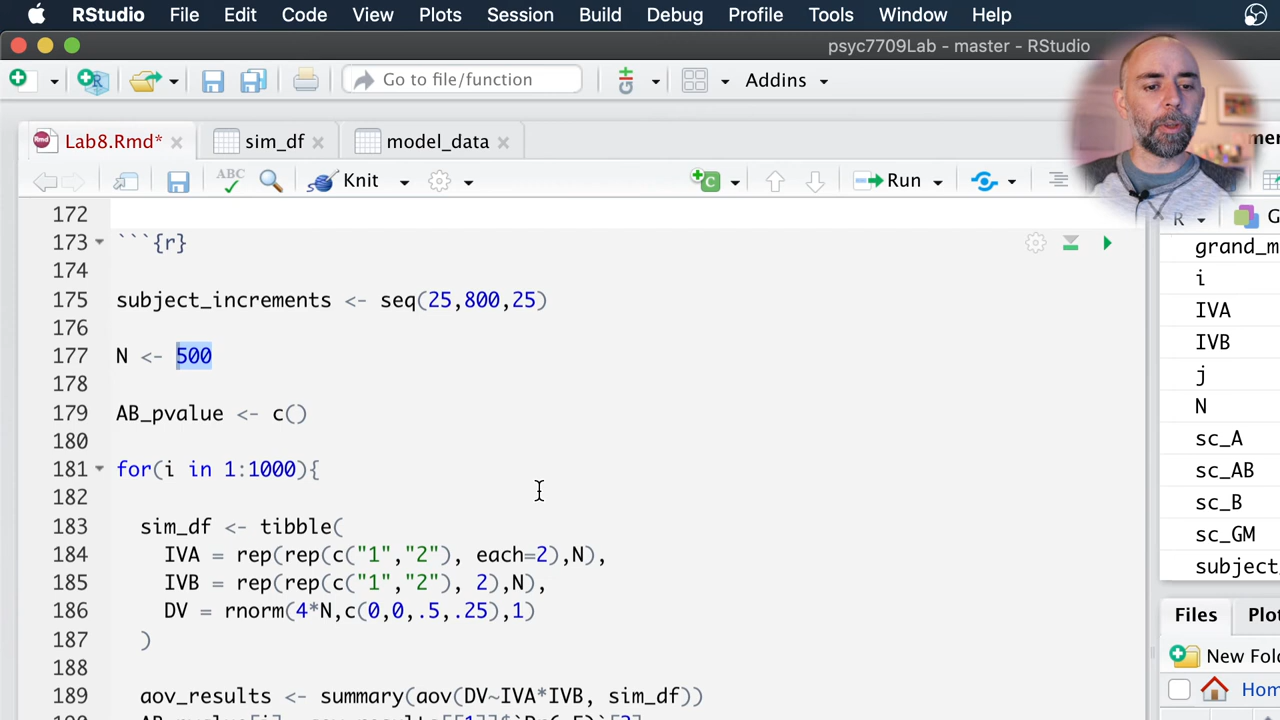 RStudio File Edit Code View Plots Session Build Debug Profile Tools Window Help
psyc7709Lab - master - RStudio
Go to file/function Addins
Lab8.Rmd* sim_df model_data
ABC Knit Run
172
173 ```{r}
174
175 subject_increments <- seq(25,800,25)
176
177 N <- 500
178
179 AB_pvalue <- c()
180
181 for(i in 1:1000){
182
183 sim_df <- tibble(
184 IVA = rep(rep(c("1","2"), each=2),N),
185 IVB = rep(rep(c("1","2"), 2),N),
186 DV = rnorm(4*N,c(0,0,.5,.25),1)
187 )
188
189 aov_results <- summary(aov(DV~IVA*IVB, sim_df))
R G
grand_m
i
IVA
IVB
j
N
sc_A
sc_AB
sc_B
sc_GM
subject_
Files Plo
New Fol
Hom